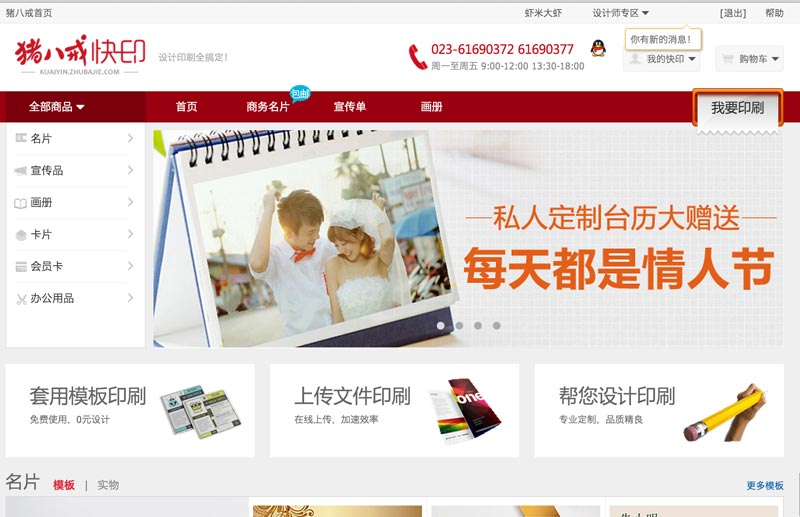 猪八戒首页
虾米大虾
设计师专区
[退出]
帮助
猪八戒快印
KUAIYIN.ZHUBAJIE.COM
设计印刷全搞定！
023-61690372 61690377
周一至周五 9:00-12:00 13:30-18:00
你有新的消息！
我的快印
购物车
全部商品
首页
商务名片
包邮
宣传单
画册
我要印刷
名片
宣传品
画册
卡片
会员卡
办公用品
私人定制台历大赠送
每天都是情人节
套用模板印刷
免费使用，0元设计
上传文件印刷
在线上传，加速效率
one
帮您设计印刷
专业定制，品质精良
名片
模板 | 实物
更多模板